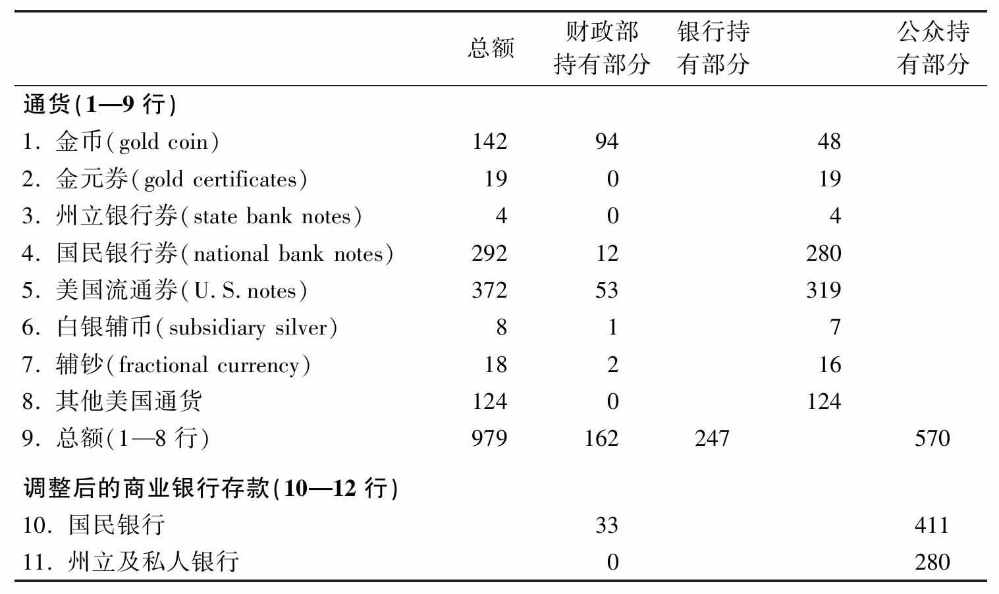 总额 财政部持有部分 银行持有部分 公众持有部分
通货(1—9 行)
1. 金币(gold coin) 142 94 48
2. 金元券(gold certificates) 19 0 19
3. 州立银行券(state bank notes) 4 0 4
4. 国民银行券(national bank notes) 292 12 280
5. 美国流通券(U.S.notes) 372 53 319
6. 白银辅币(subsidiary silver) 8 1 7
7. 辅钞(fractional currency) 18 2 16
8. 其他美国通货 124 0 124
9. 总额(1—8 行) 979 162 247 570
调整后的商业银行存款(10—12 行)
10. 国民银行 33 411
11. 州立及私人银行 0 280